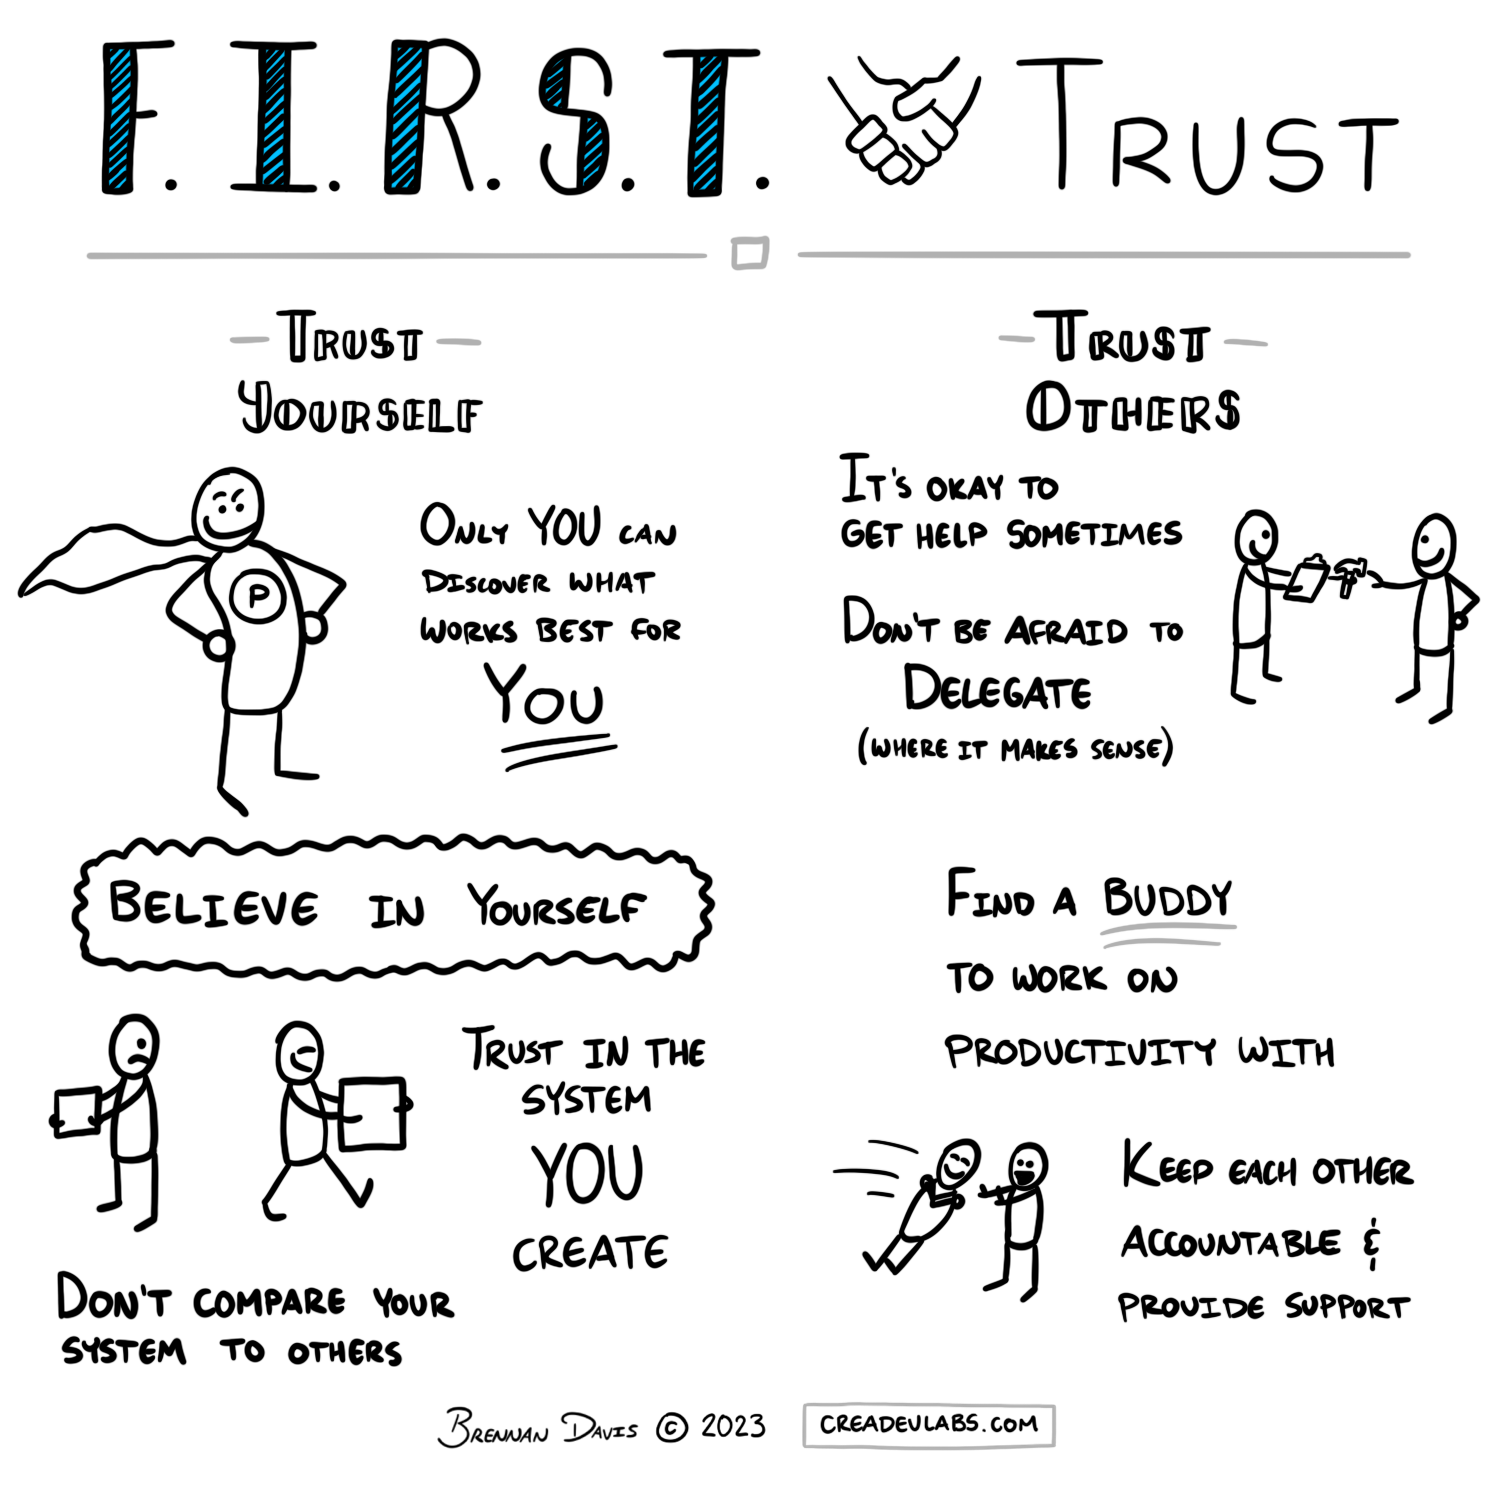 F.I.R.S.T. TRUST
TRUST
YOURSELF
P
ONLY YOU CAN
DISCOVER WHAT
WORKS BEST FOR
YOU
BELIEVE IN YOURSELF
TRUST IN THE
SYSTEM
YOU
CREATE
DON'T COMPARE YOUR
SYSTEM TO OTHERS
TRUST
OTHERS
IT'S OKAY TO
GET HELP SOMETIMES
DON'T BE AFRAID TO
DELEGATE
(WHERE IT MAKES SENSE)
FIND A BUDDY
TO WORK ON
PRODUCTIVITY WITH
KEEP EACH OTHER
ACCOUNTABLE &
PROVIDE SUPPORT
BRENNAN DAVIS © 2023 CREADEVLABS.COM